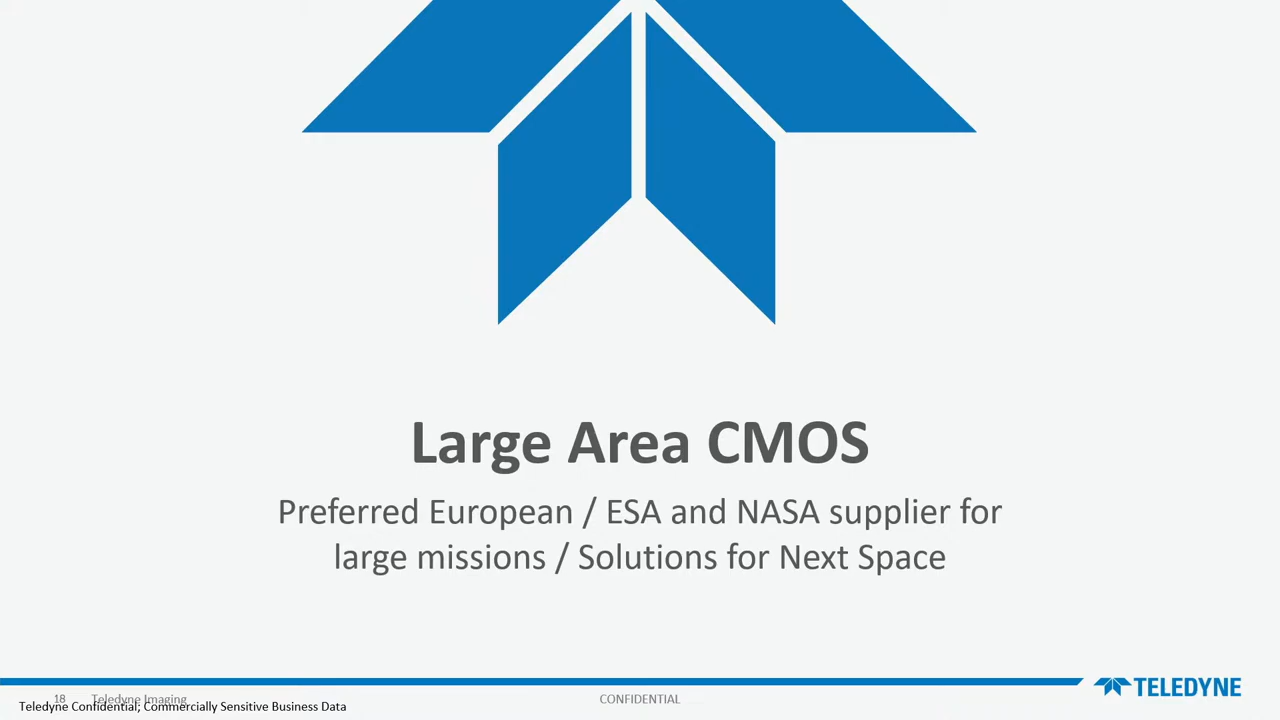 Large Area CMOS
Preferred European / ESA and NASA supplier for
large missions / Solutions for Next Space
18 Teledyne Imaging
CONFIDENTIAL
TELEDYNE
Teledyne Confidential; Commercially Sensitive Business Data